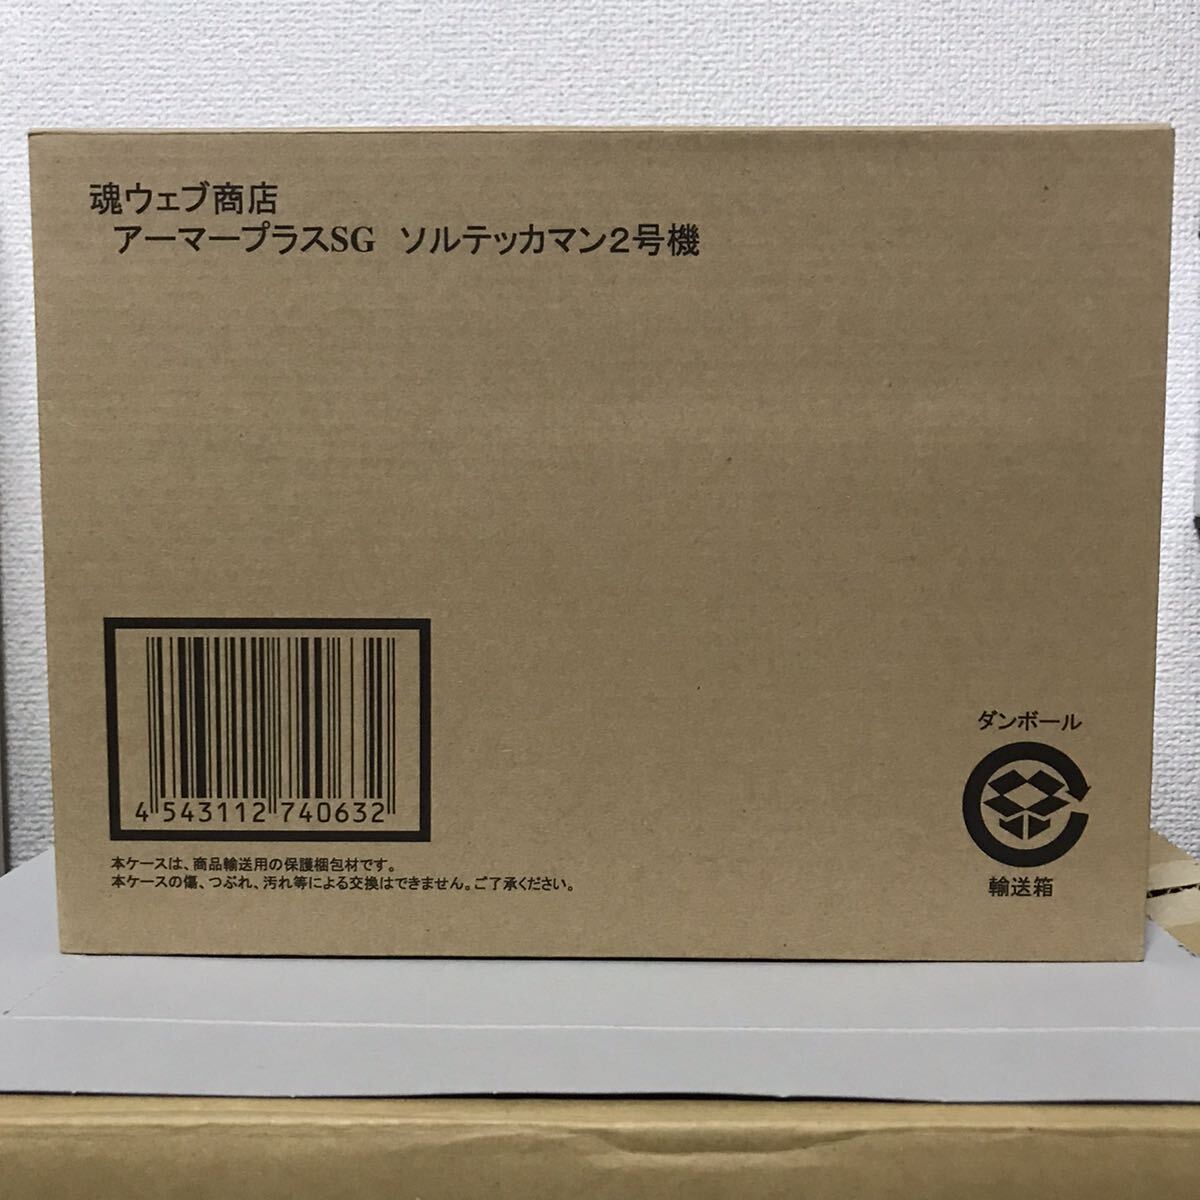 魂ウェブ商店
アーマープラスSG ソルテッカマン2号機
4 543112 740632
本ケースは、商品輸送用の保護梱包材です。
本ケースの傷、つぶれ、汚れ等による交換はできません。ご了承ください。
ダンボール
輸送箱